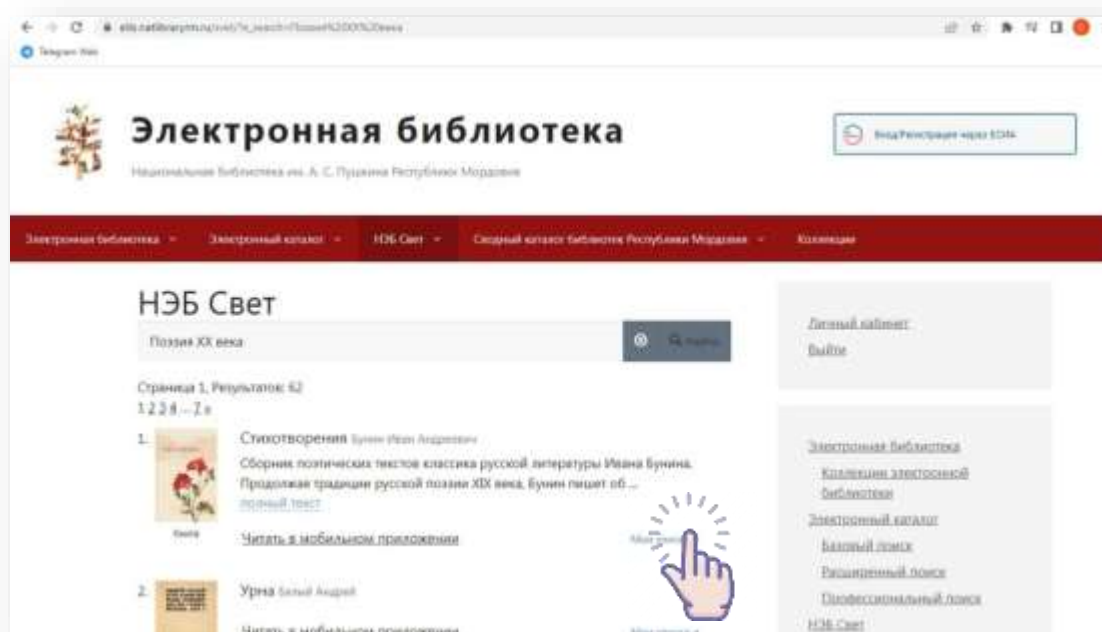 Telegram Web
Электронная библиотека
Национальная библиотека им. А. С. Пушкина Республики Мордовия
Вход/Регистрация через ЕСИА
Электронная библиотека
Электронный каталог
НЭБ Свет
Сводный каталог библиотек Республики Мордовия
Коллекции
НЭБ Свет
Поэзия XX века
Найти
Страница 1, Результатов: 62
1 2 3 4 ... 7 »
1.
Стихотворения Бунин Иван Андреевич
Сборник поэтических текстов классика русской литературы Ивана Бунина.
Продолжая традиции русской поэзии XIX века, Бунин пишет об ...
полный текст
Книга
Читать в мобильном приложении
2.
Урна Белый Андрей
Читать в мобильном приложении
Личный кабинет
Выйти
Электронная библиотека
Коллекции электронной
библиотеки
Электронный каталог
Базовый поиск
Расширенный поиск
Профессиональный поиск
НЭБ Свет